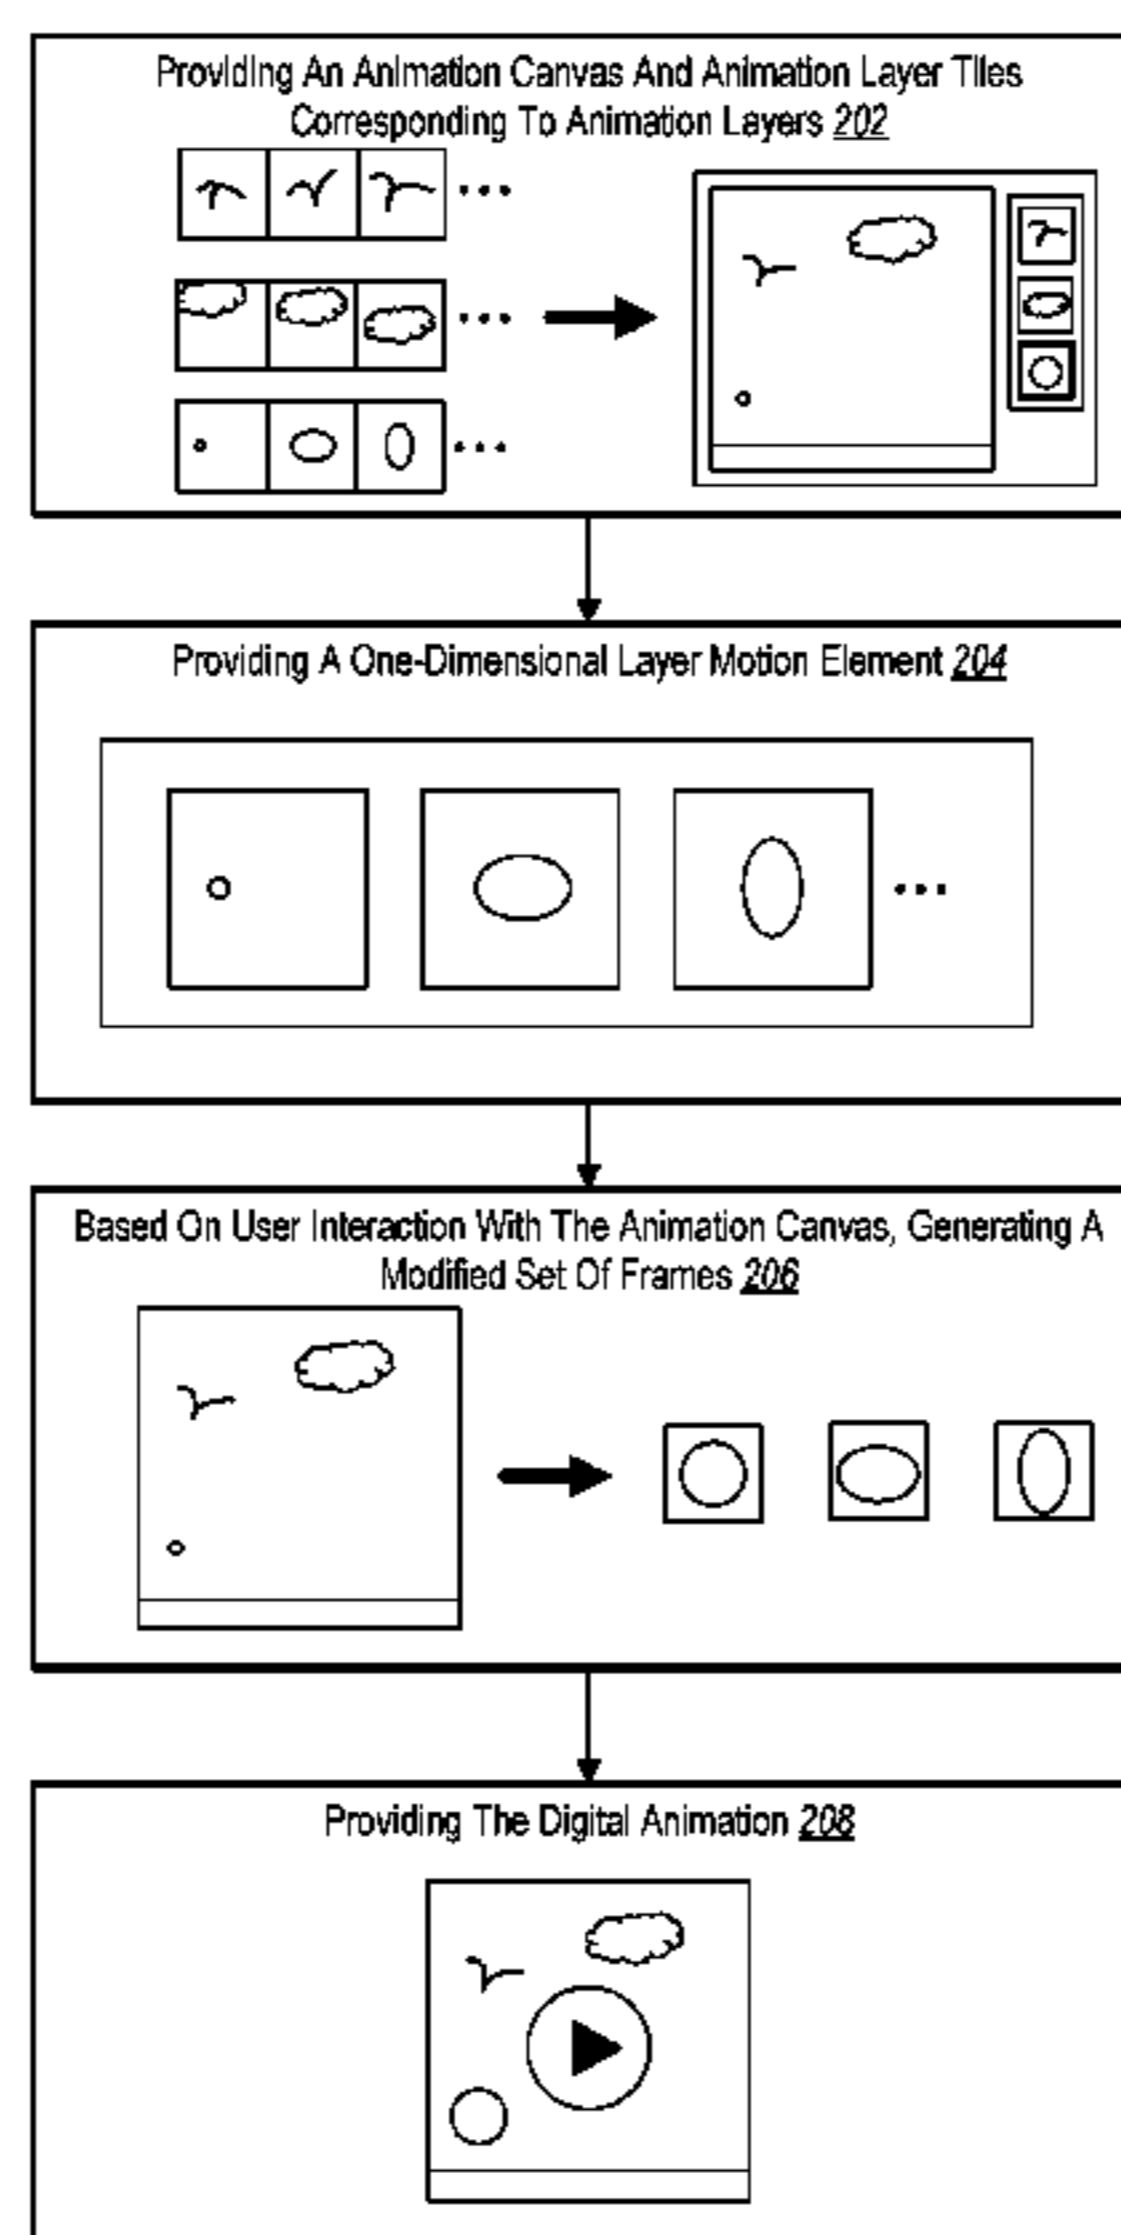 Providing An Animation Canvas And Animation Layer Tiles
Corresponding To Animation Layers 202
Providing A One-Dimensional Layer Motion Element 204
Based On User Interaction With The Animation Canvas, Generating A
Modified Set Of Frames 206
Providing The Digital Animation 208